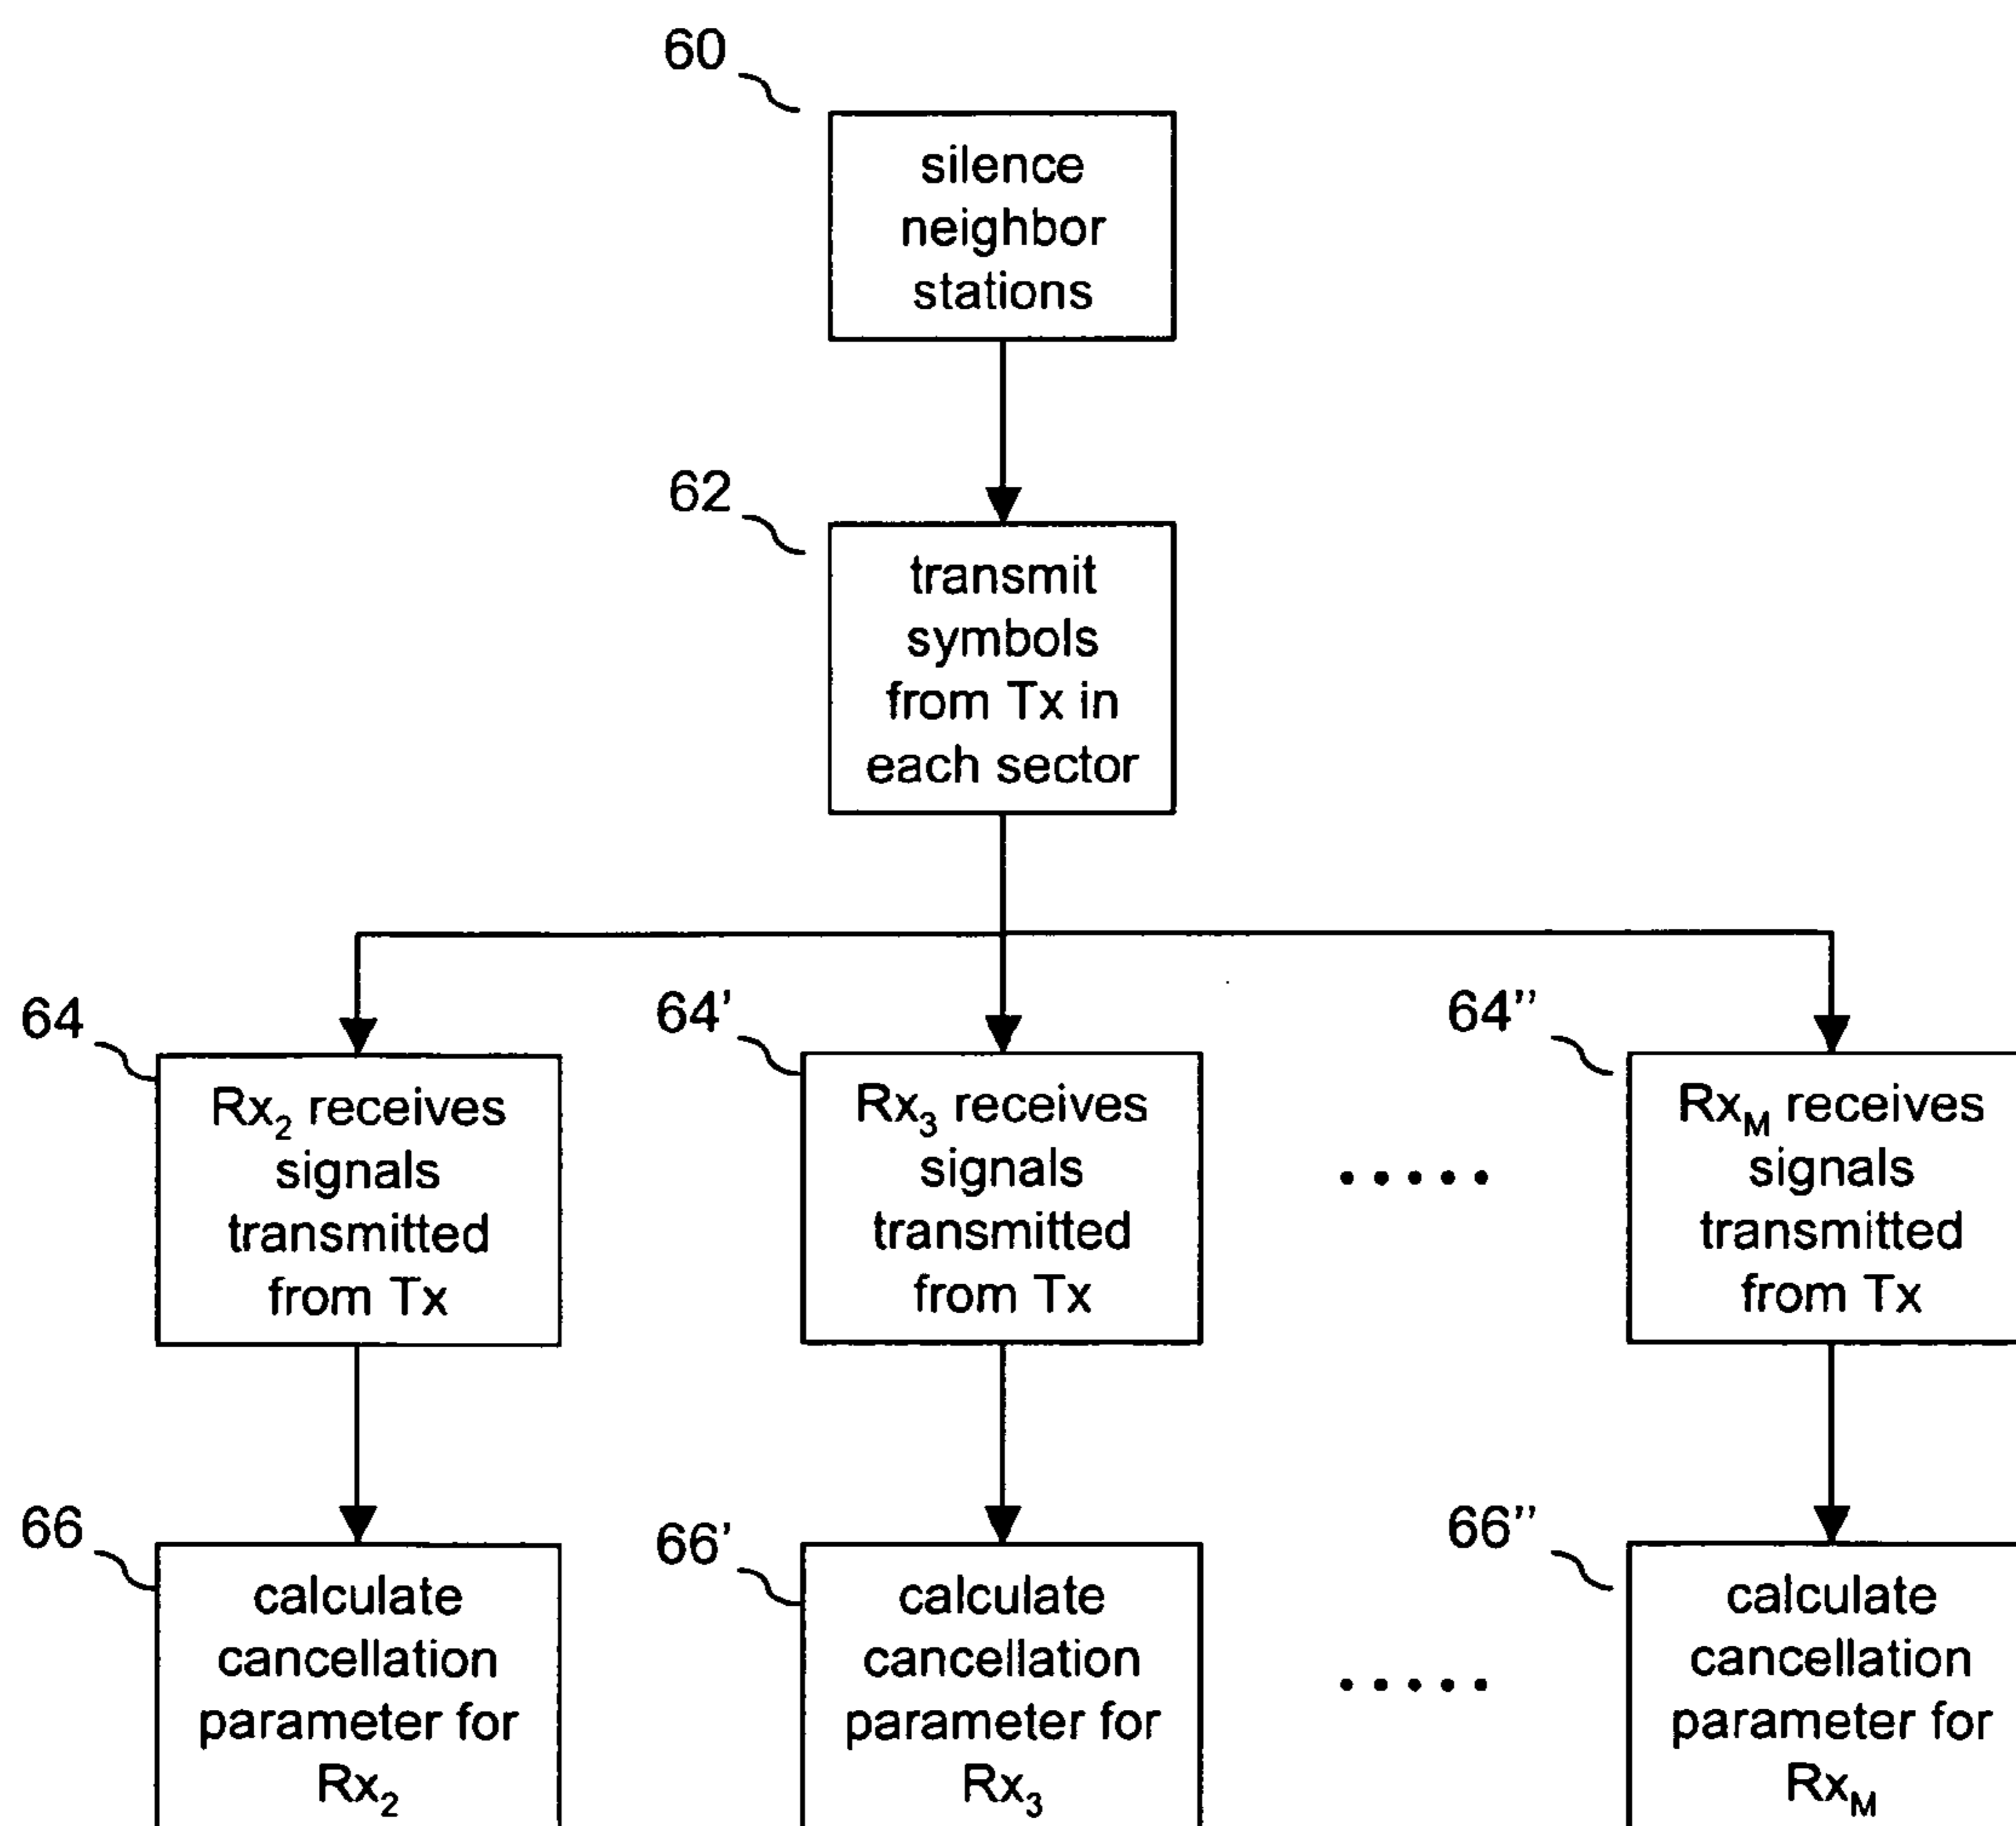 60
silence
neighbor
stations
62
transmit
symbols
from Tx in
each sector
64
Rx₂ receives
signals
transmitted
from Tx
64'
Rx₃ receives
signals
transmitted
from Tx
.....
64''
Rx_M receives
signals
transmitted
from Tx
66
calculate
cancellation
parameter for
Rx₂
66'
calculate
cancellation
parameter for
Rx₃
.....
66''
calculate
cancellation
parameter for
Rx_M